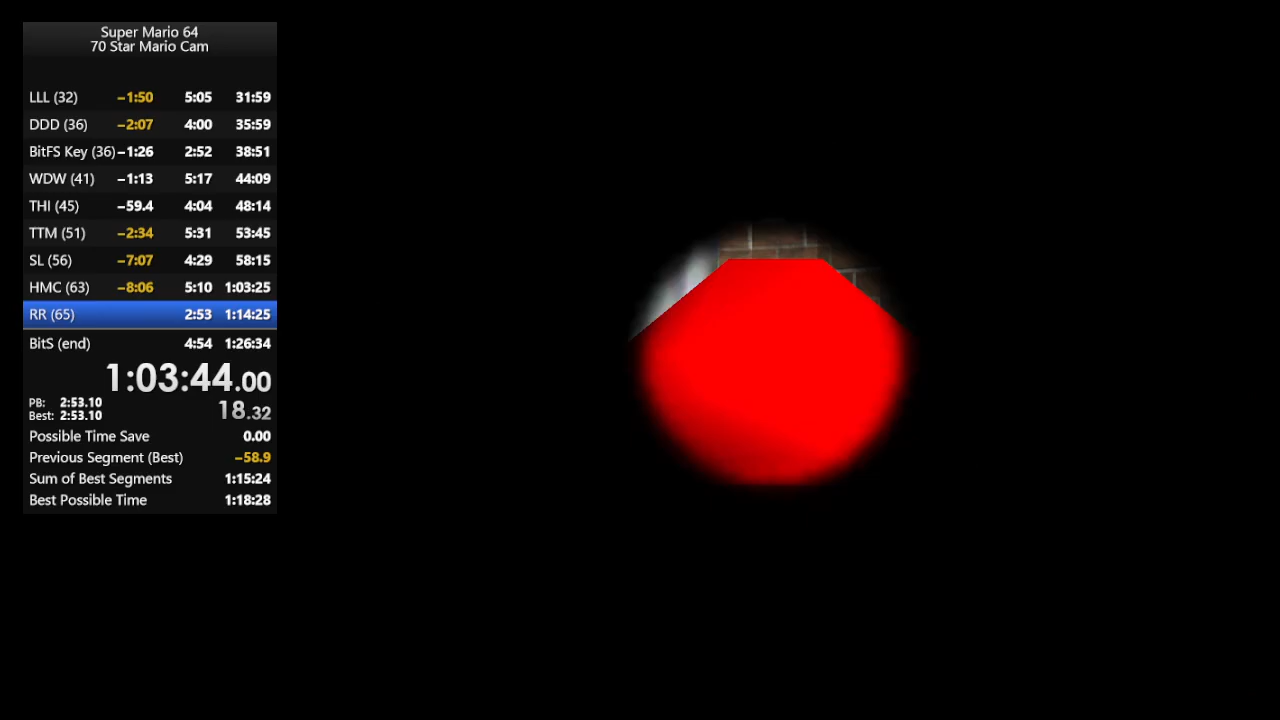 Super Mario 64
70 Star Mario Cam
LLL (32) −1:50 5:05 31:59
DDD (36) −2:07 4:00 35:59
BitFS Key (36) −1:26 2:52 38:51
WDW (41) −1:13 5:17 44:09
THI (45) −59.4 4:04 48:14
TTM (51) −2:34 5:31 53:45
SL (56) −7:07 4:29 58:15
HMC (63) −8:06 5:10 1:03:25
RR (65) 2:53 1:14:25
BitS (end) 4:54 1:26:34
1:03:44.00
PB: 2:53.10 18.32
Best: 2:53.10
Possible Time Save 0.00
Previous Segment (Best) −58.9
Sum of Best Segments 1:15:24
Best Possible Time 1:18:28